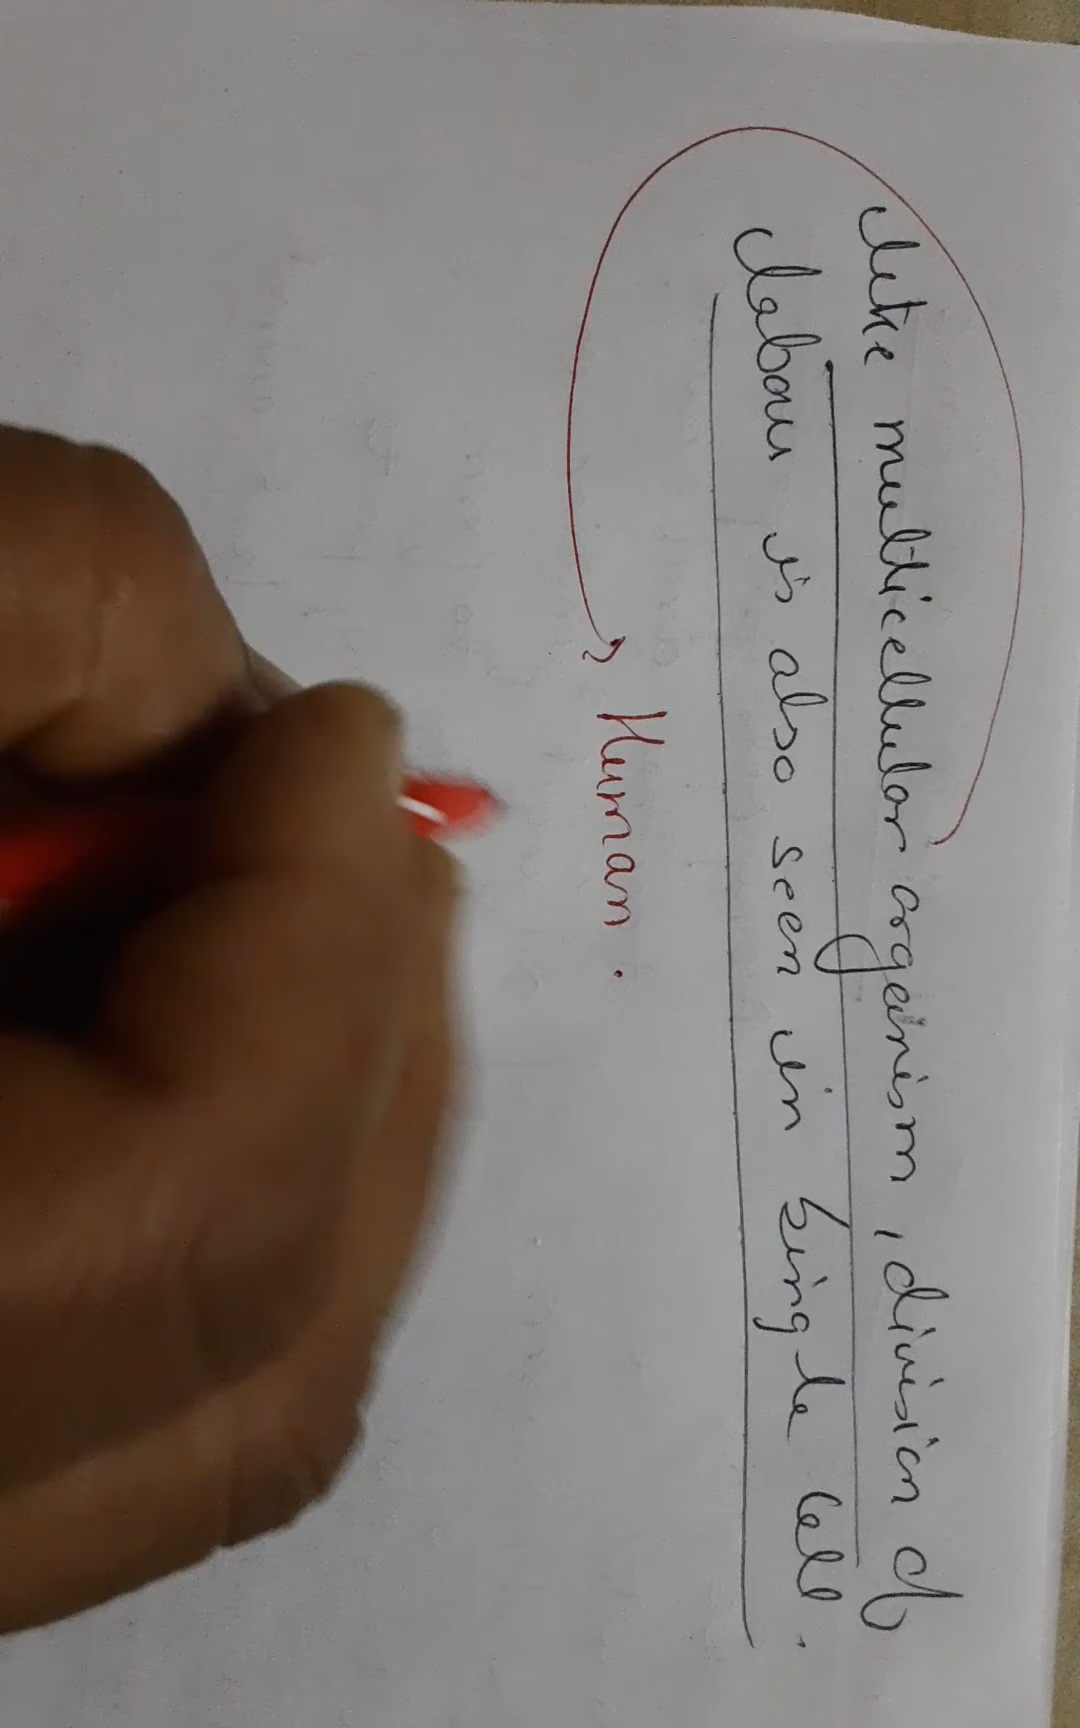 like multicellular organism, division of
labour is also seen in single cell.
Human.